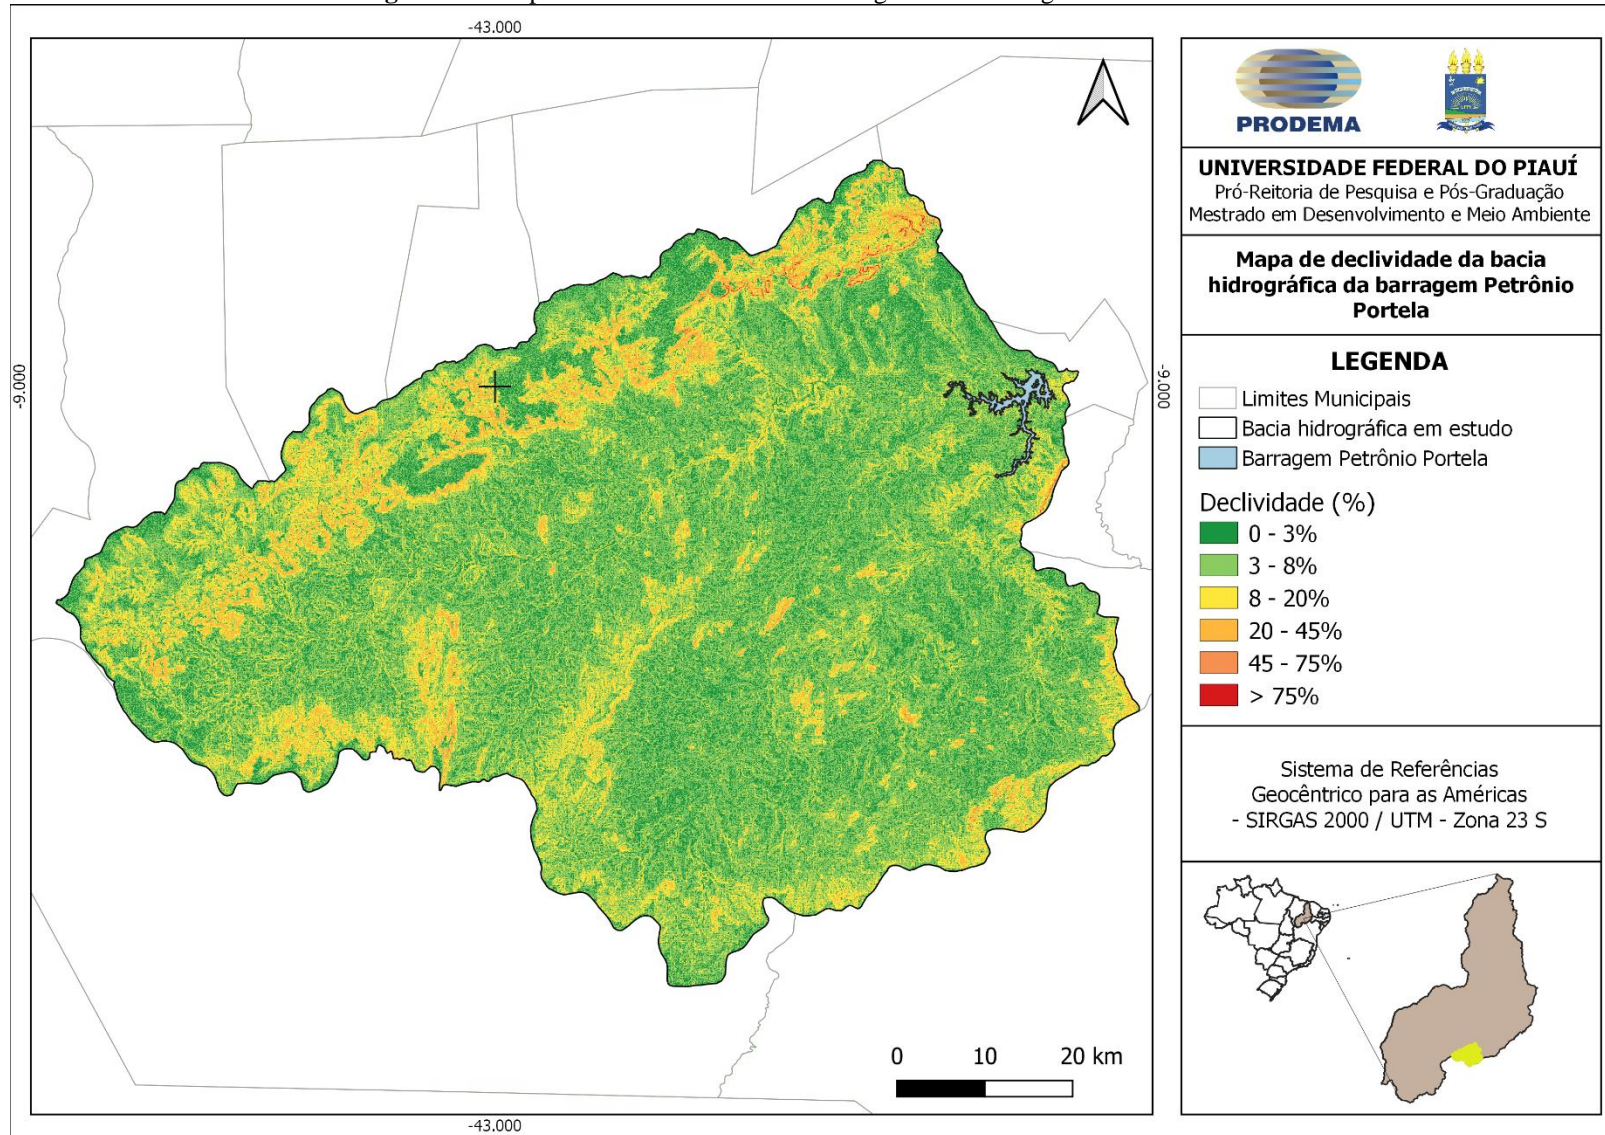 -43.000
-9.000
-9.000
0 10 20 km
-43.000
PRODEMA
UNIVERSIDADE FEDERAL DO PIAUÍ
Pró-Reitoria de Pesquisa e Pós-Graduação
Mestrado em Desenvolvimento e Meio Ambiente
Mapa de declividade da bacia
hidrográfica da barragem Petrônio
Portela
LEGENDA
Limites Municipais
Bacia hidrográfica em estudo
Barragem Petrônio Portela
Declividade (%)
0 - 3%
3 - 8%
8 - 20%
20 - 45%
45 - 75%
> 75%
Sistema de Referências
Geocêntrico para as Américas
- SIRGAS 2000 / UTM - Zona 23 S